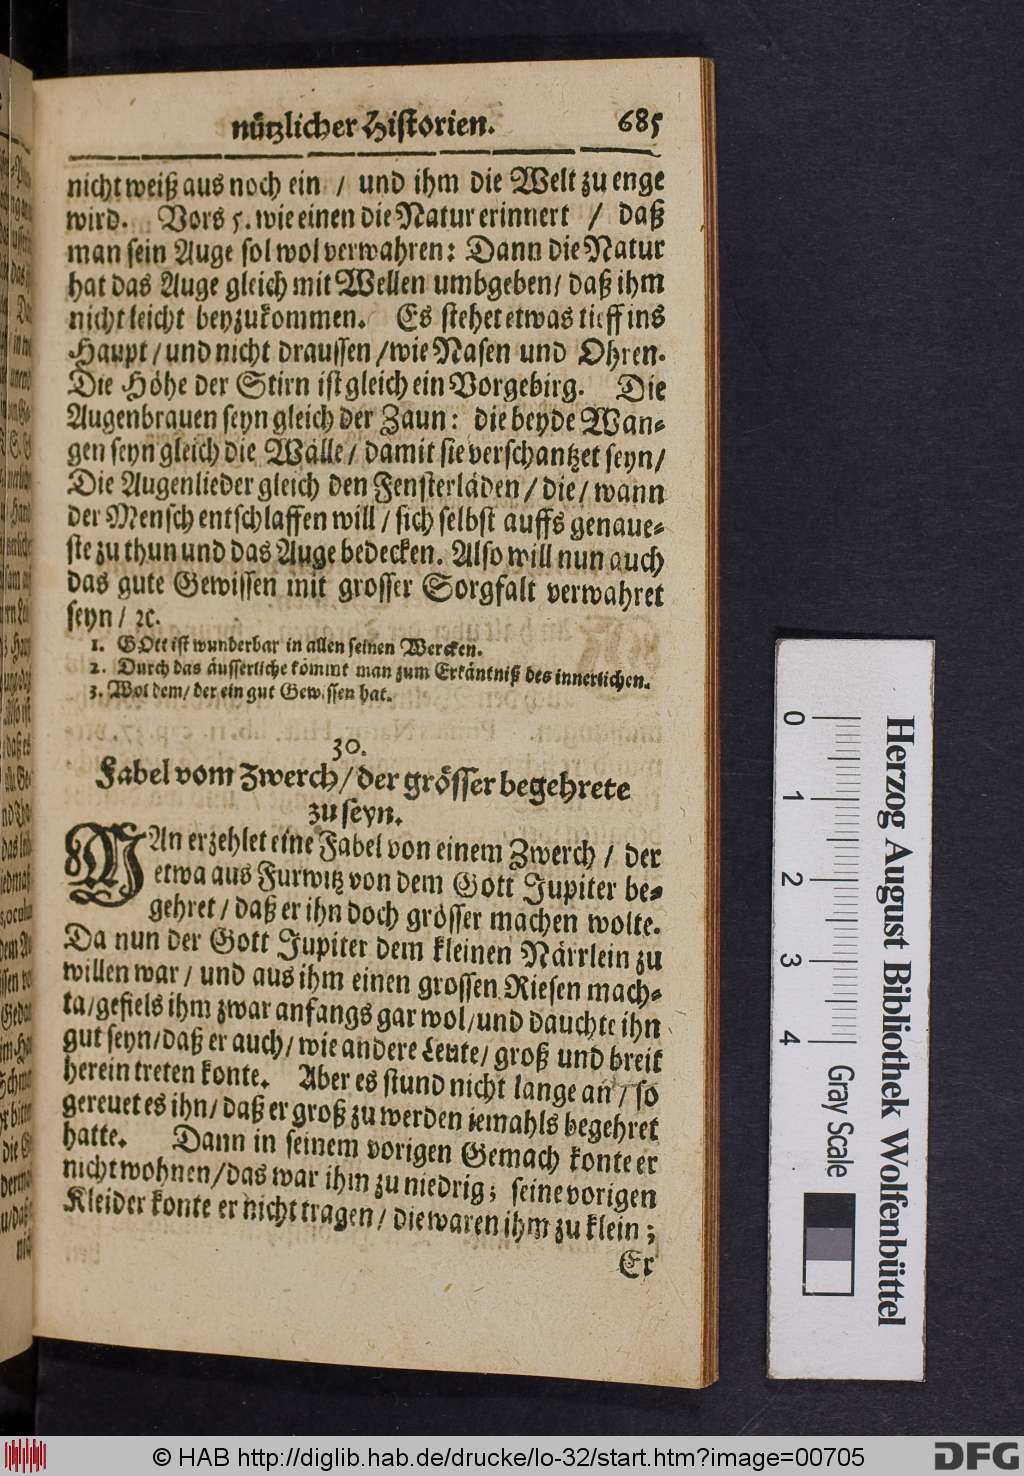 nützlicher Historien. 685
nicht weiß aus noch ein / und ihm die Welt zu enge
wird. Vors 5. wie einen die Natur erinnert / daß
man sein Auge sol wol verwahren: Dann die Natur
hat das Auge gleich mit Wellen umbgeben / daß ihm
nicht leicht beyzukommen. Es stehet etwas tieff ins
Haupt / und nicht draussen / wie Nasen und Ohren.
Die Höhe der Stirn ist gleich ein Vorgebirg. Die
Augenbrauen seyn gleich der Zaun: die beyde Wan-
gen seyn gleich die Wälle / damit sie verschantzet seyn /
Die Augenlieder gleich den Fensterläden / die / wann
der Mensch entschlaffen will / sich selbst auffs genaue-
ste zu thun und das Auge bedecken. Also will nun auch
das gute Gewissen mit grosser Sorgfalt verwahret
seyn / ꝛc.
1. GOtt ist wunderbar in allen seinen Wercken.
2. Durch das äusserliche kömmt man zum Erkäntniß des innerlichen.
3. Wol dem / der ein gut Gewissen hat.
30.
Fabel vom Zwerch / der grösser begehrete
zu seyn.
MAn erzehlet eine Fabel von einem Zwerch / der
etwa aus Furwitz von dem Gott Jupiter be-
gehret / daß er ihn doch grösser machen wolte.
Da nun der Gott Jupiter dem kleinen Närrlein zu
willen war / und aus ihm einen grossen Riesen mach-
ta / gefiels ihm zwar anfangs gar wol / und dauchte ihn
gut seyn / daß er auch / wie andere Leute / groß und breit
herein treten konte. Aber es stund nicht lange an / so
gereuet es ihn / daß er groß zu werden iemahls begehret
hatte. Dann in seinem vorigen Gemach konte er
nicht wohnen / das war ihm zu niedrig; seine vorigen
Kleider konte er nicht tragen / die waren ihm zu klein;
Er
0 1 2 3 4
Gray Scale
Herzog August Bibliothek Wolfenbüttel
© HAB http://diglib.hab.de/drucke/lo-32/start.htm?image=00705
DFG